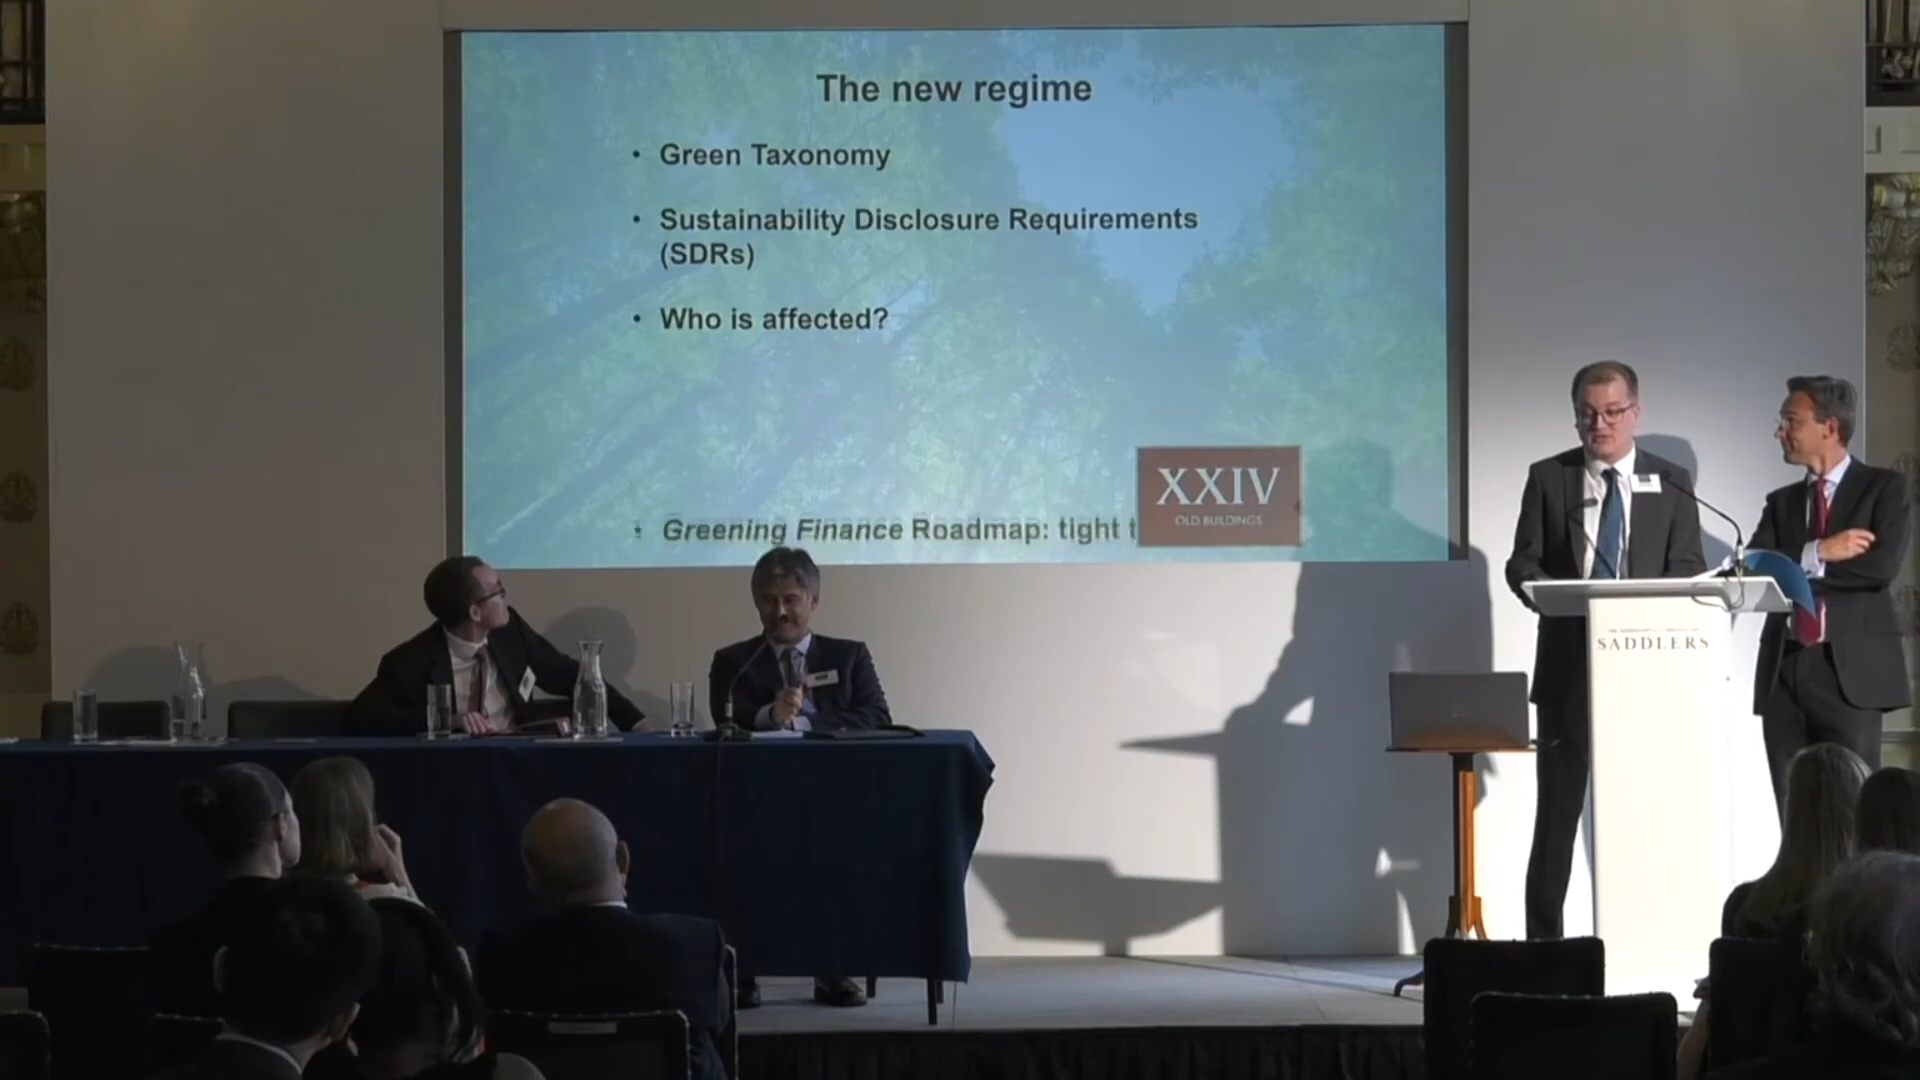 The new regime
• Green Taxonomy
• Sustainability Disclosure Requirements
(SDRs)
• Who is affected?
• Greening Finance Roadmap: tight t
XXIV
OLD BUILDINGS
SADDLERS